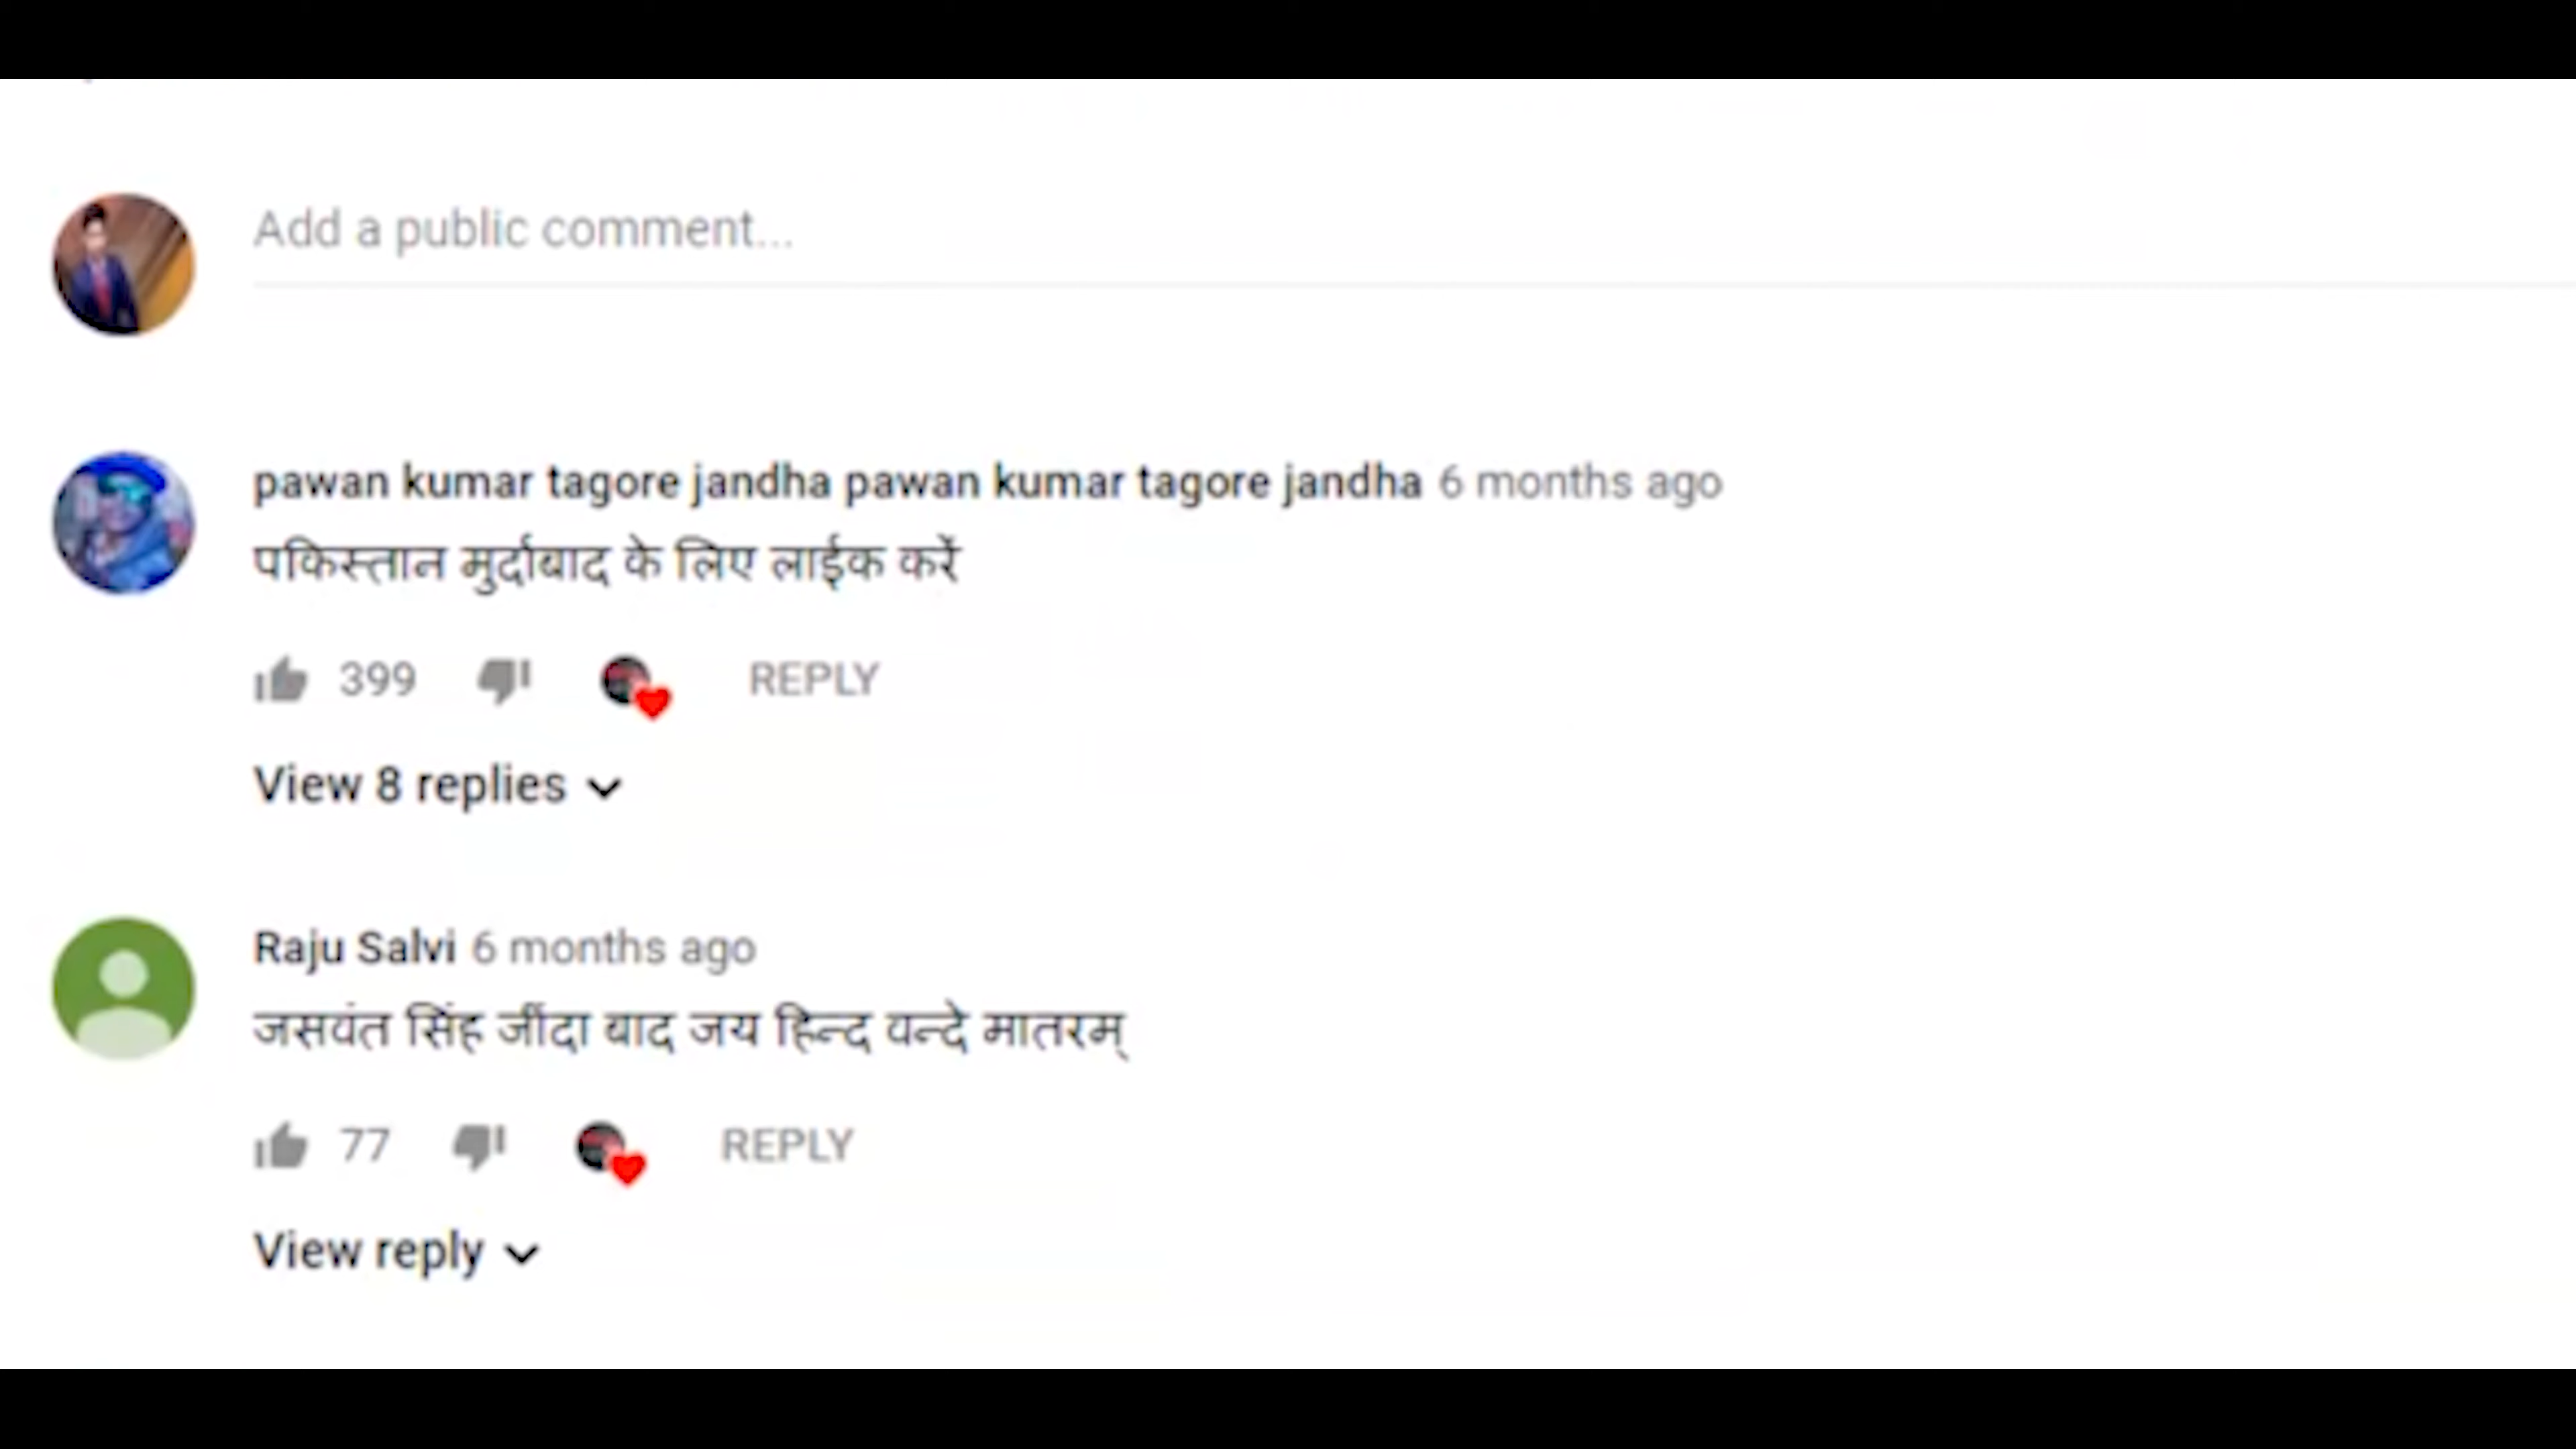 Add a public comment...
pawan kumar tagore jandha pawan kumar tagore jandha 6 months ago
पकिस्तान मुर्दाबाद के लिए लाईक करें
399 REPLY
View 8 replies
Raju Salvi 6 months ago
जसवंत सिंह जींदा बाद जय हिन्द वन्दे मातरम्
77 REPLY
View reply